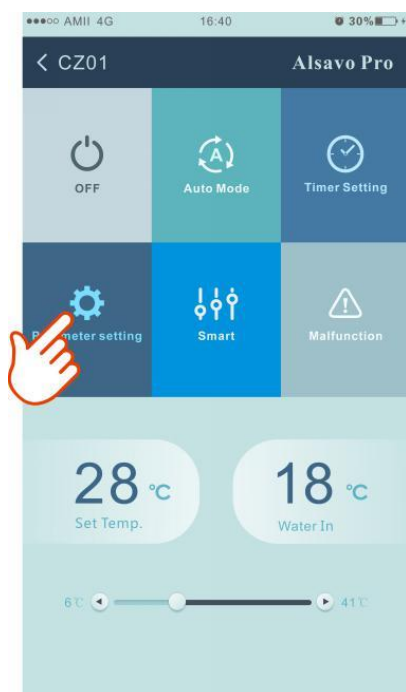 AMII 4G 16:40 30%
CZ01 Alsavo Pro
OFF Auto Mode Timer Setting
meter setting Smart Malfunction
28 °C 18 °C
Set Temp. Water In
6℃ 41℃